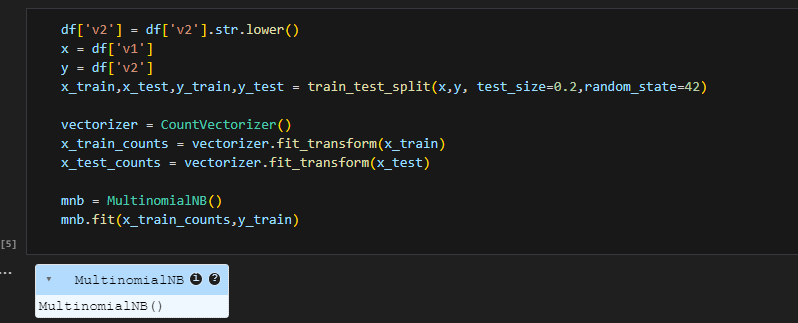 df['v2'] = df['v2'].str.lower()
x = df['v1']
y = df['v2']
x_train,x_test,y_train,y_test = train_test_split(x,y, test_size=0.2,random_state=42)
vectorizer = CountVectorizer()
x_train_counts = vectorizer.fit_transform(x_train)
x_test_counts = vectorizer.fit_transform(x_test)
mnb = MultinomialNB()
mnb.fit(x_train_counts,y_train)
[5]
...
▾ MultinomialNB i ?
MultinomialNB()